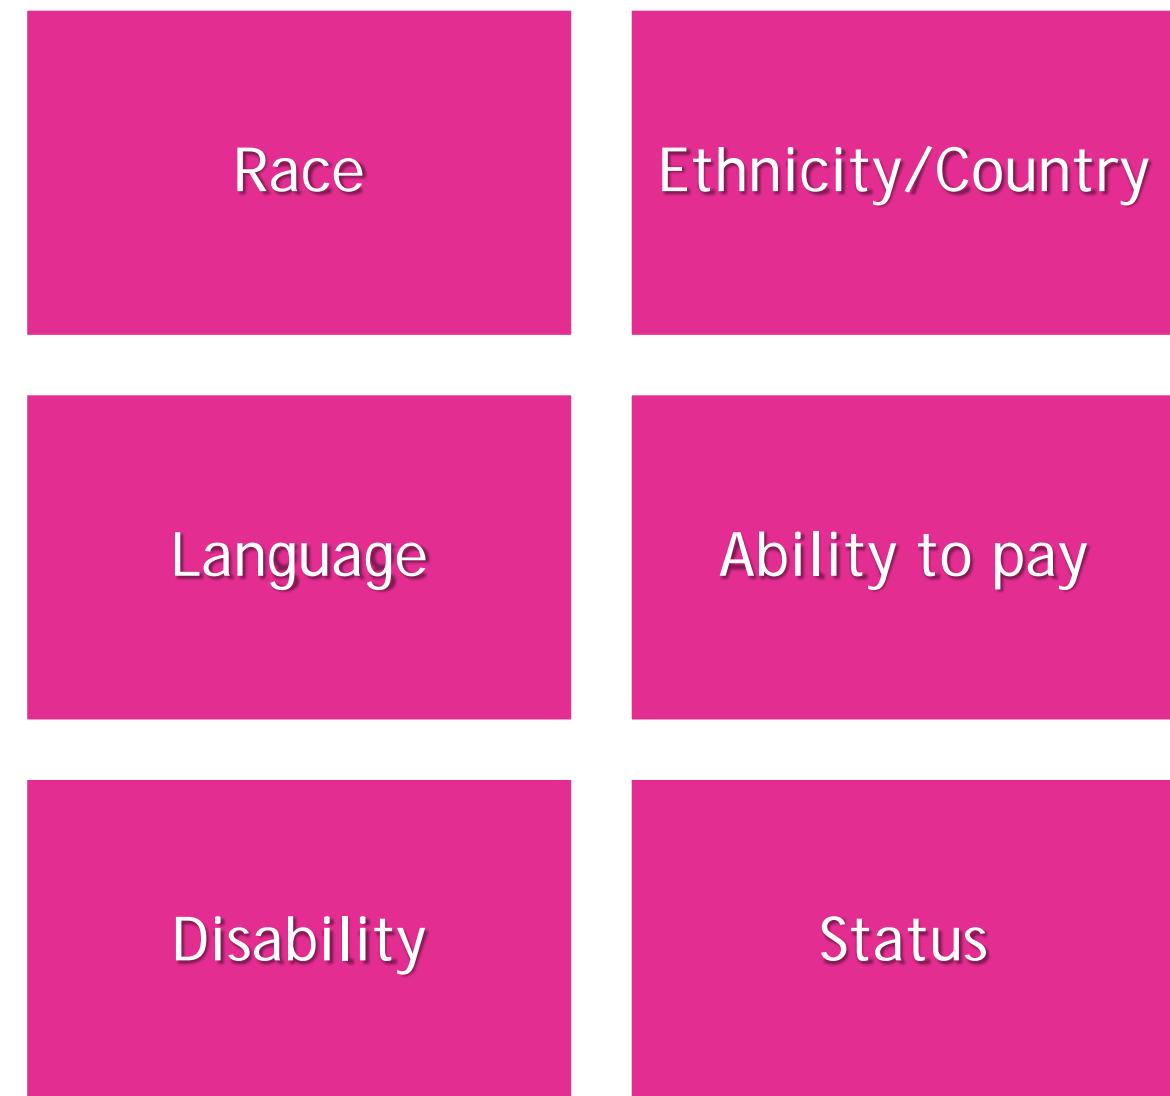 Race
Ethnicity/Country
Language
Ability to pay
Disability
Status